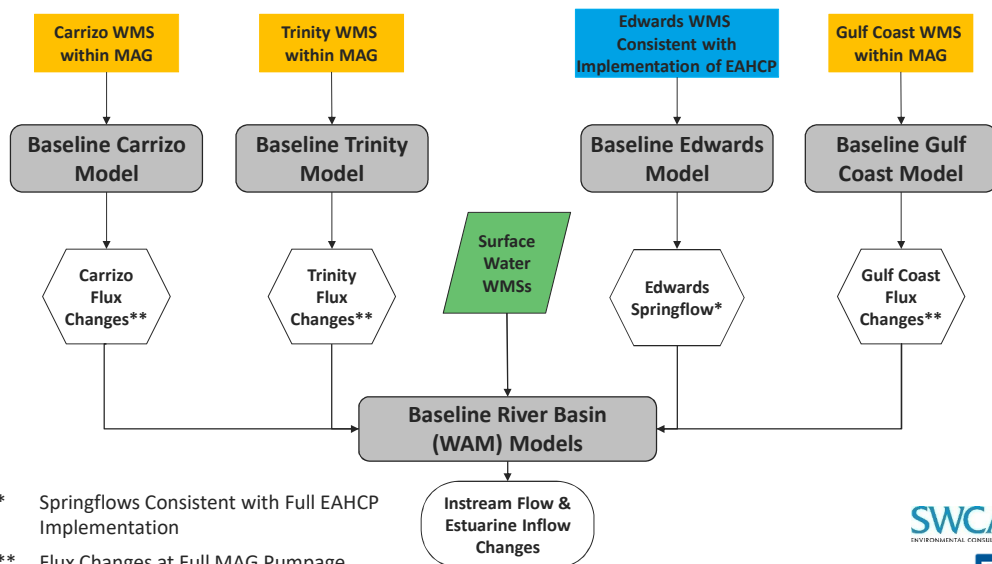 Carrizo WMS
within MAG
Trinity WMS
within MAG
Edwards WMS
Consistent with
Implementation of EAHCP
Gulf Coast WMS
within MAG
Baseline Carrizo
Model
Baseline Trinity
Model
Baseline Edwards
Model
Baseline Gulf
Coast Model
Carrizo
Flux
Changes**
Trinity
Flux
Changes**
Surface
Water
WMSs
Edwards
Springflow*
Gulf Coast
Flux
Changes**
Baseline River Basin
(WAM) Models
Instream Flow &
Estuarine Inflow
Changes
* Springflows Consistent with Full EAHCP
Implementation
** Flux Changes at Full MAG Pumpage
SWCA
ENVIRONMENTAL